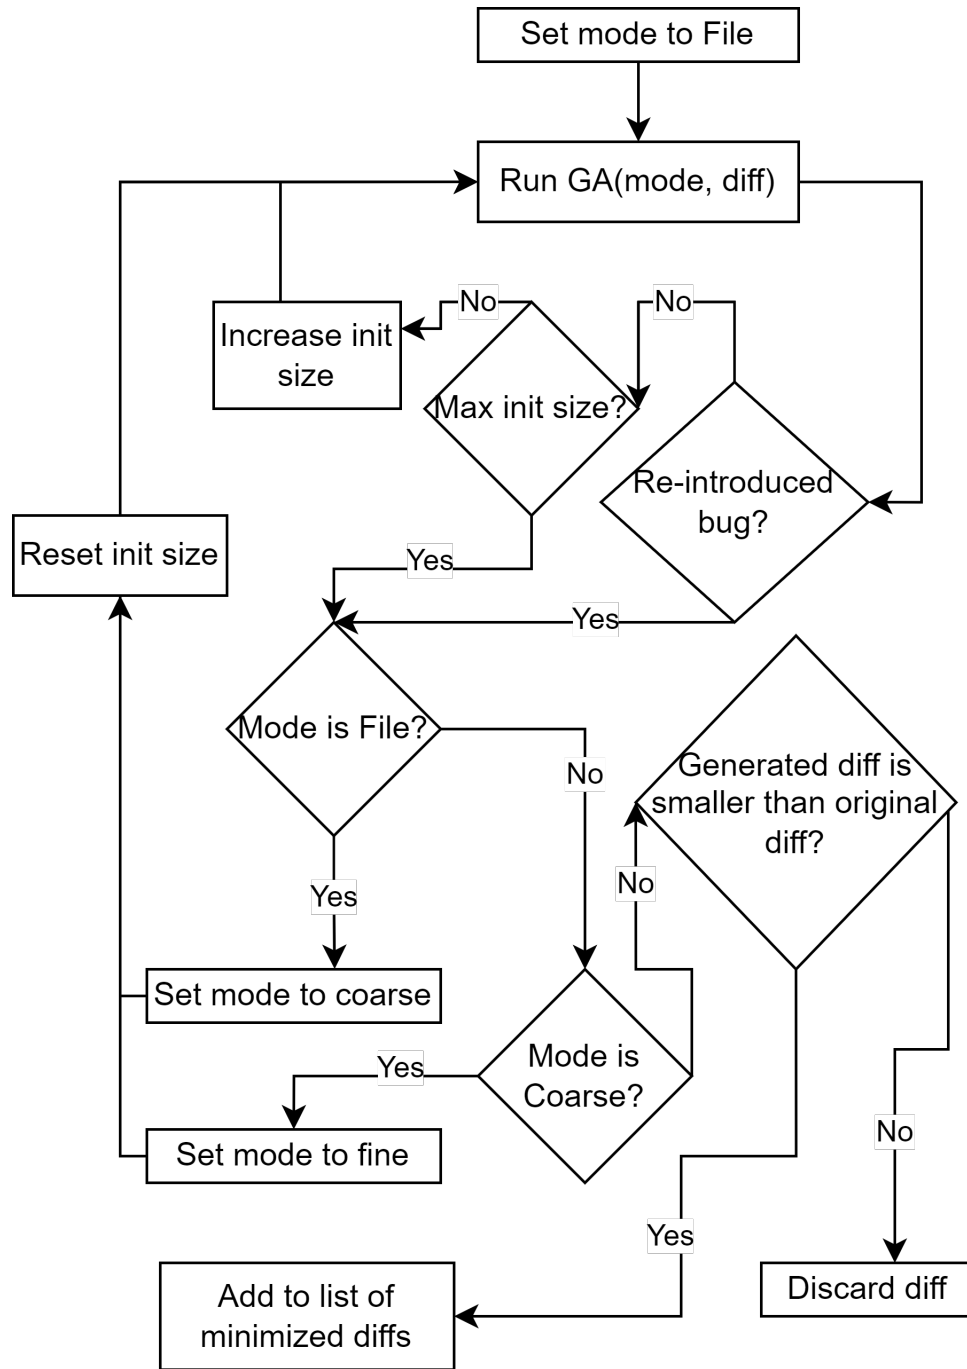 Set mode to File
Run GA(mode, diff)
No
No
Increase init
size
Max init size?
Re-introduced
bug?
Reset init size
Yes
Yes
Mode is File?
No
Generated diff is
smaller than original
diff?
No
Yes
Set mode to coarse
Mode is
Coarse?
Yes
No
Set mode to fine
Yes
Add to list of
minimized diffs
Discard diff